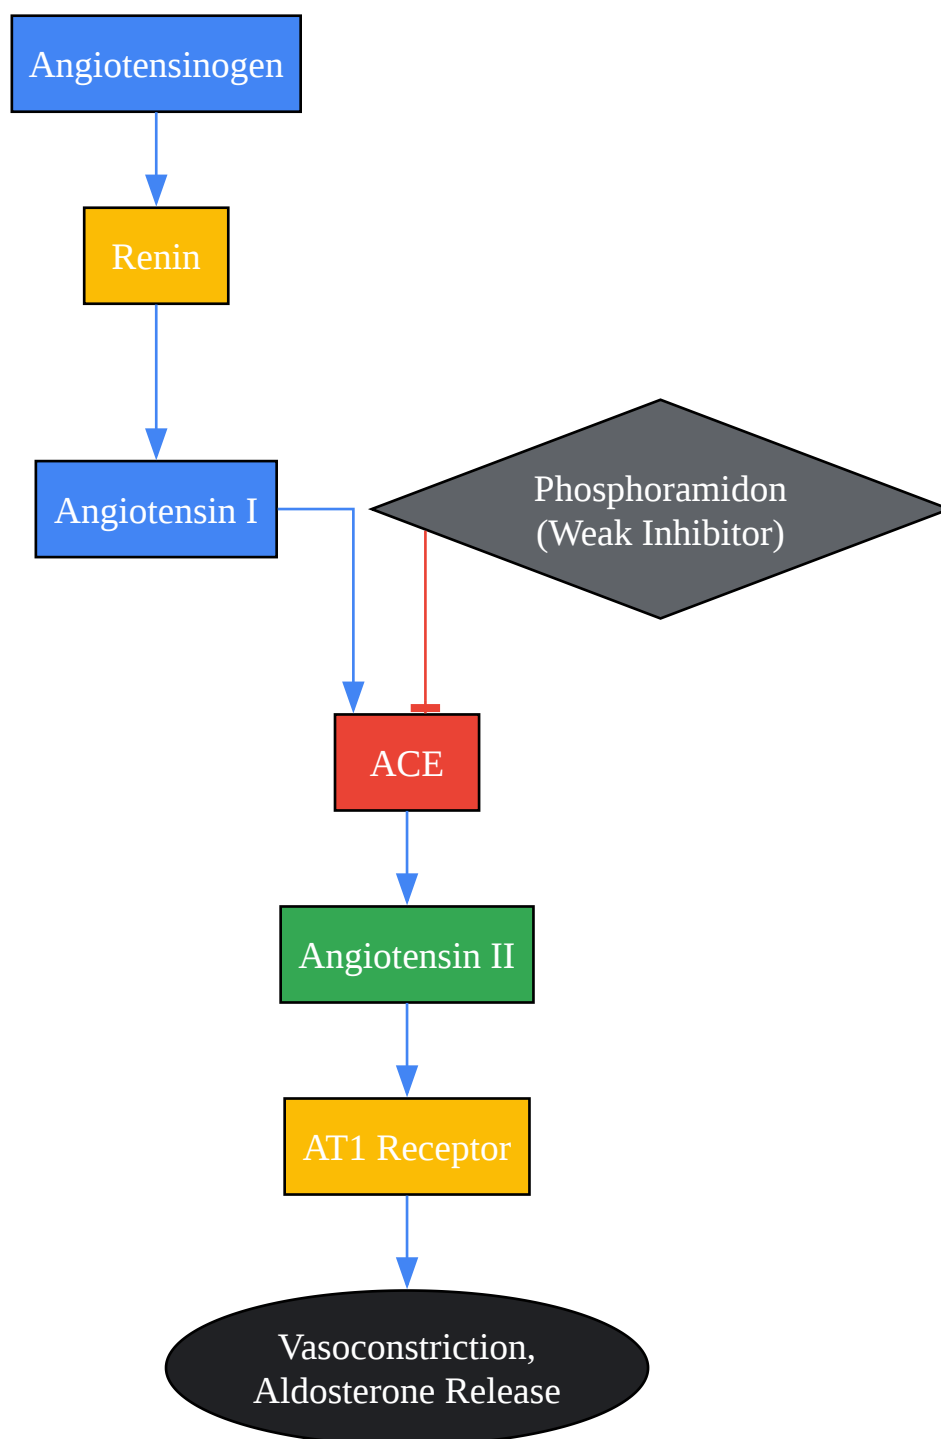 Angiotensinogen
Renin
Angiotensin I
Phosphoramidon
(Weak Inhibitor)
ACE
Angiotensin II
AT1 Receptor
Vasoconstriction,
Aldosterone Release